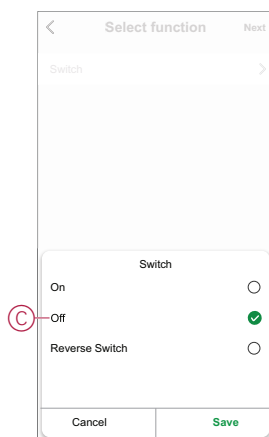 Select function
Next
Switch
Switch
On
C
Off
Reverse Switch
Cancel
Save